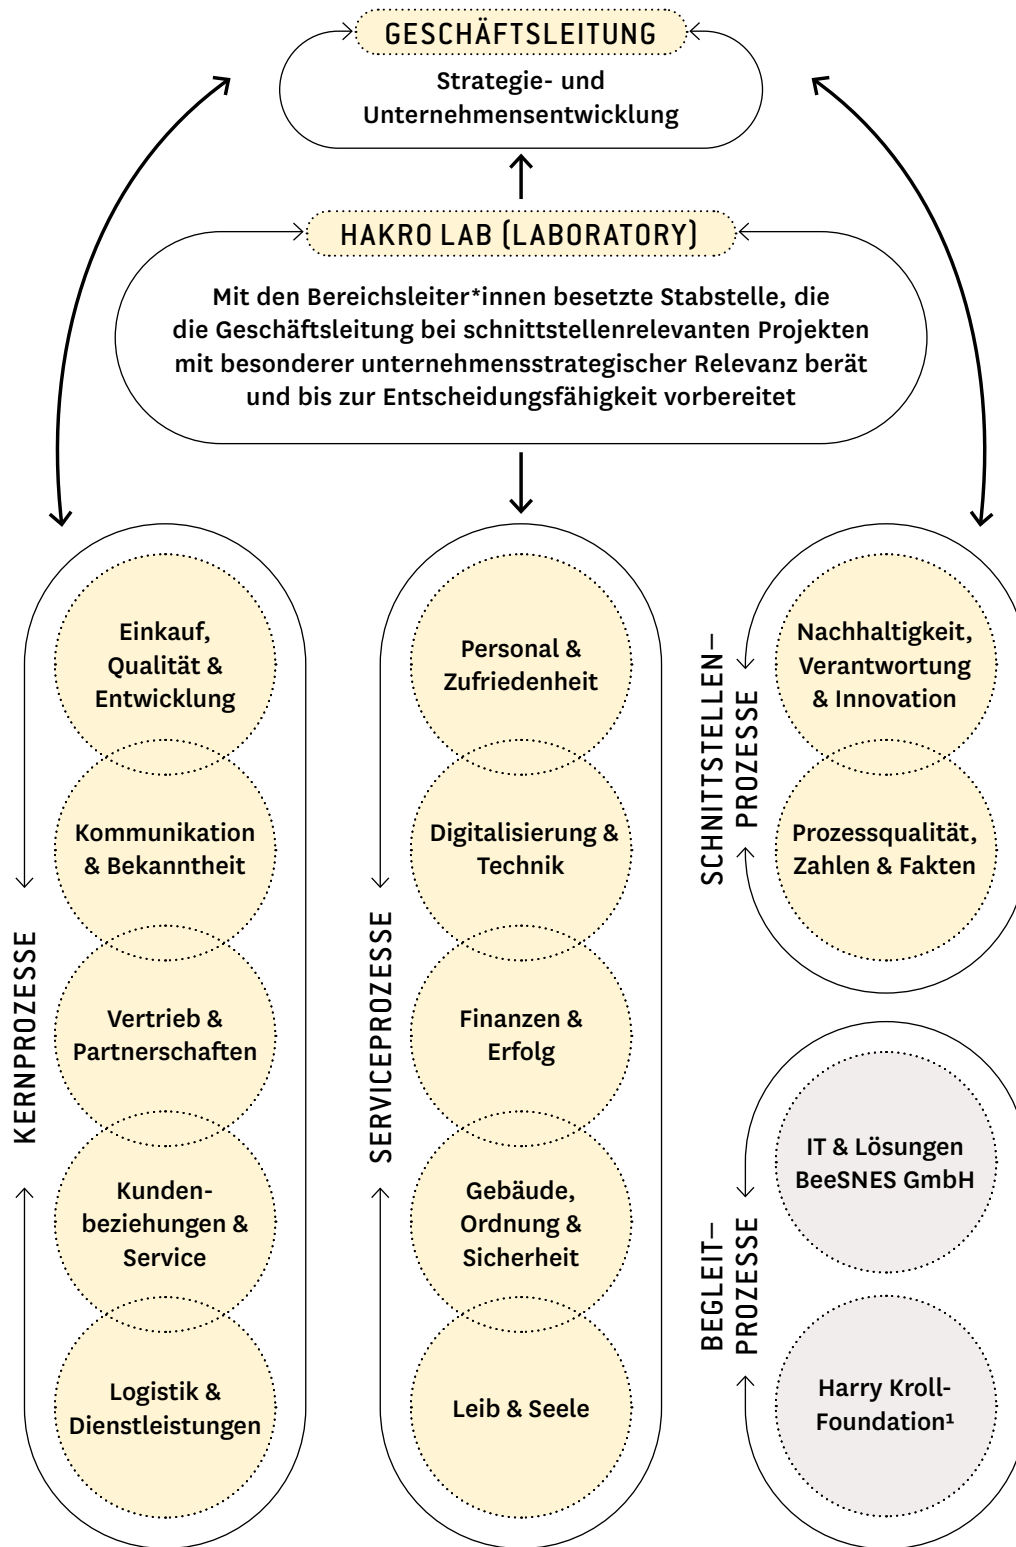 GESCHÄFTSLEITUNG
Strategie- und
Unternehmensentwicklung
HAKRO LAB (LABORATORY)
Mit den Bereichsleiter*innen besetzte Stabstelle, die
die Geschäftsleitung bei schnittstellenrelevanten Projekten
mit besonderer unternehmensstrategischer Relevanz berät
und bis zur Entscheidungsfähigkeit vorbereitet
KERNPROZESSE
Einkauf,
Qualität &
Entwicklung
Kommunikation
& Bekanntheit
Vertrieb &
Partnerschaften
Kunden-
beziehungen &
Service
Logistik &
Dienstleistungen
SERVICEPROZESSE
Personal &
Zufriedenheit
Digitalisierung &
Technik
Finanzen &
Erfolg
Gebäude,
Ordnung &
Sicherheit
Leib & Seele
SCHNITTSTELLEN–
PROZESSE
Nachhaltigkeit,
Verantwortung
& Innovation
Prozessqualität,
Zahlen & Fakten
BEGLEIT–
PROZESSE
IT & Lösungen
BeeSNES GmbH
Harry Kroll-
Foundation¹